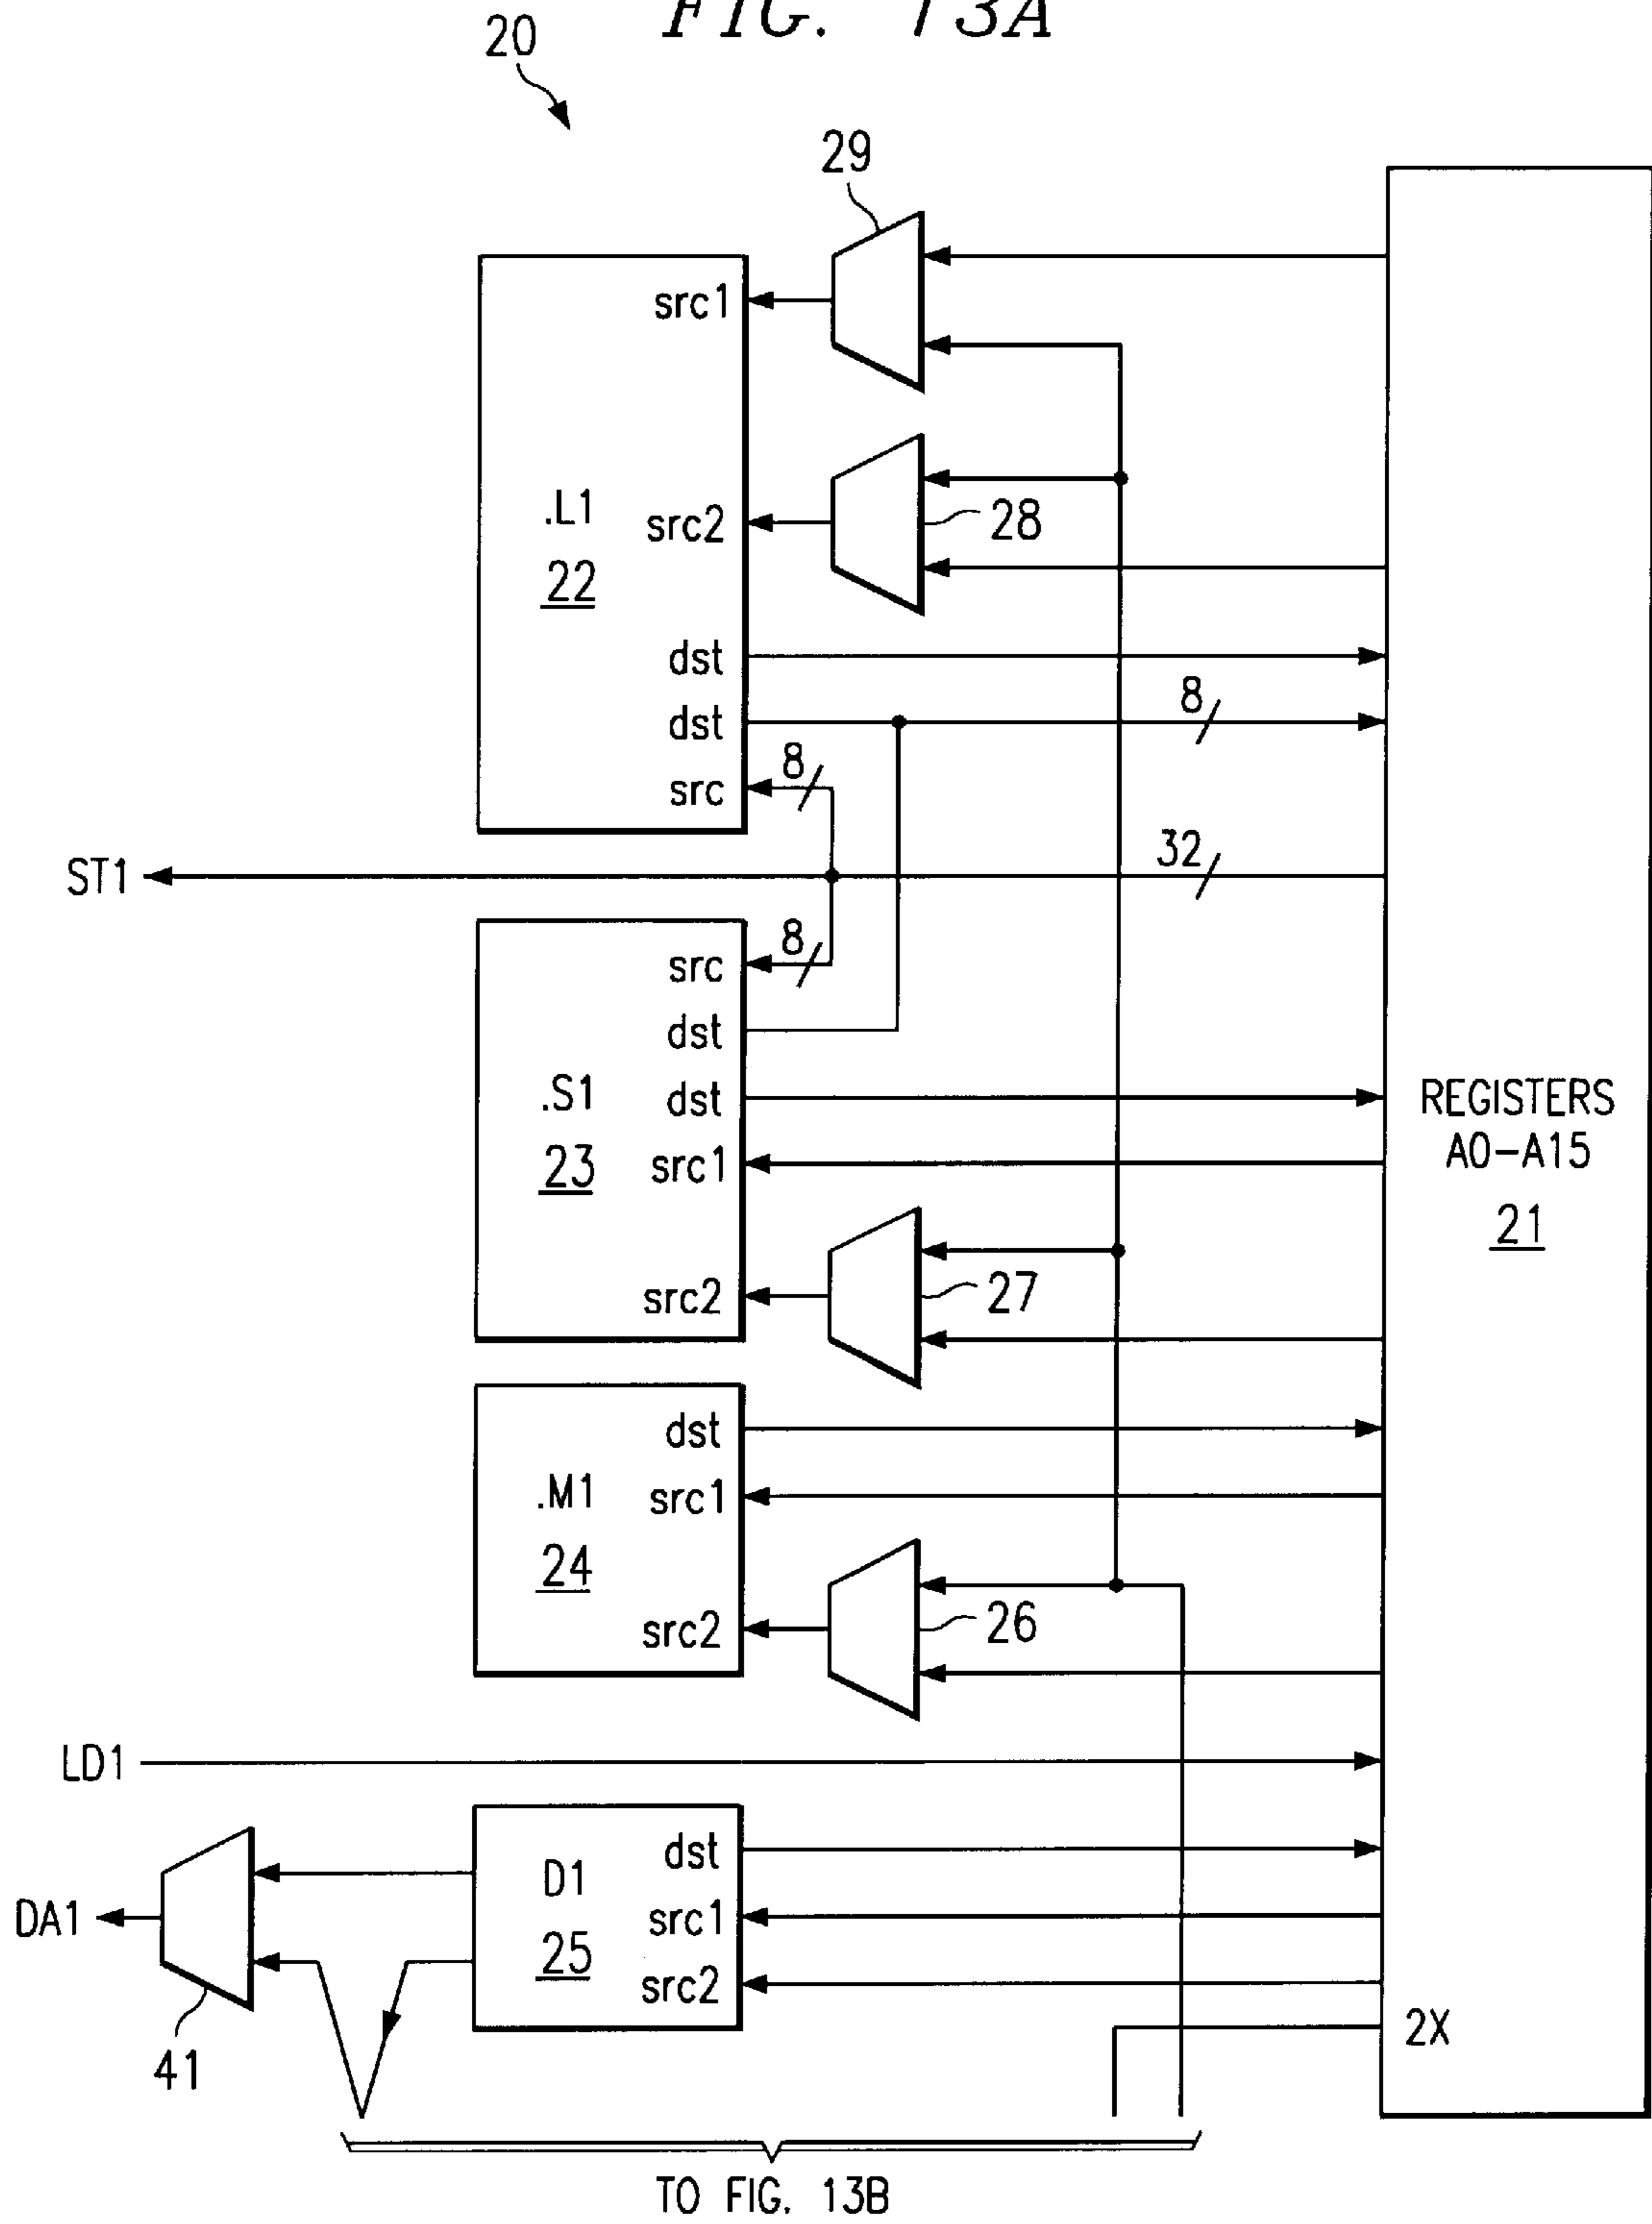 FIG. 13A
20
29
src1
.L1
src2
28
22
dst
dst
8
8
src
32
ST1
8
src
dst
.S1
dst
REGISTERS
A0-A15
23
src1
21
src2
27
dst
.M1
src1
24
src2
26
LD1
dst
D1
DA1
src1
25
src2
2X
41
TO FIG. 13B